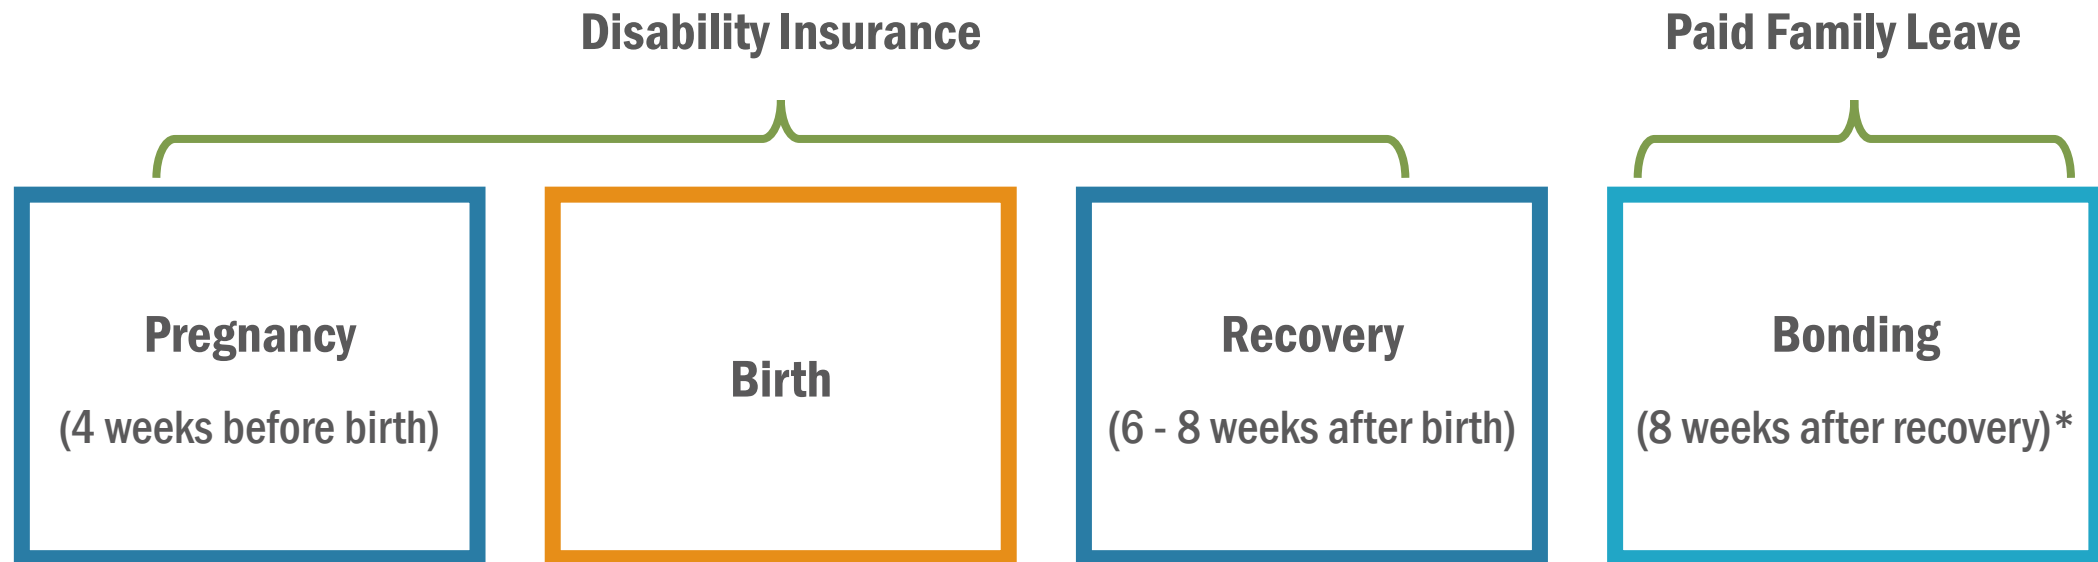 Disability Insurance
Paid Family Leave
Pregnancy
(4 weeks before birth)
Birth
Recovery
(6 - 8 weeks after birth)
Bonding
(8 weeks after recovery)*